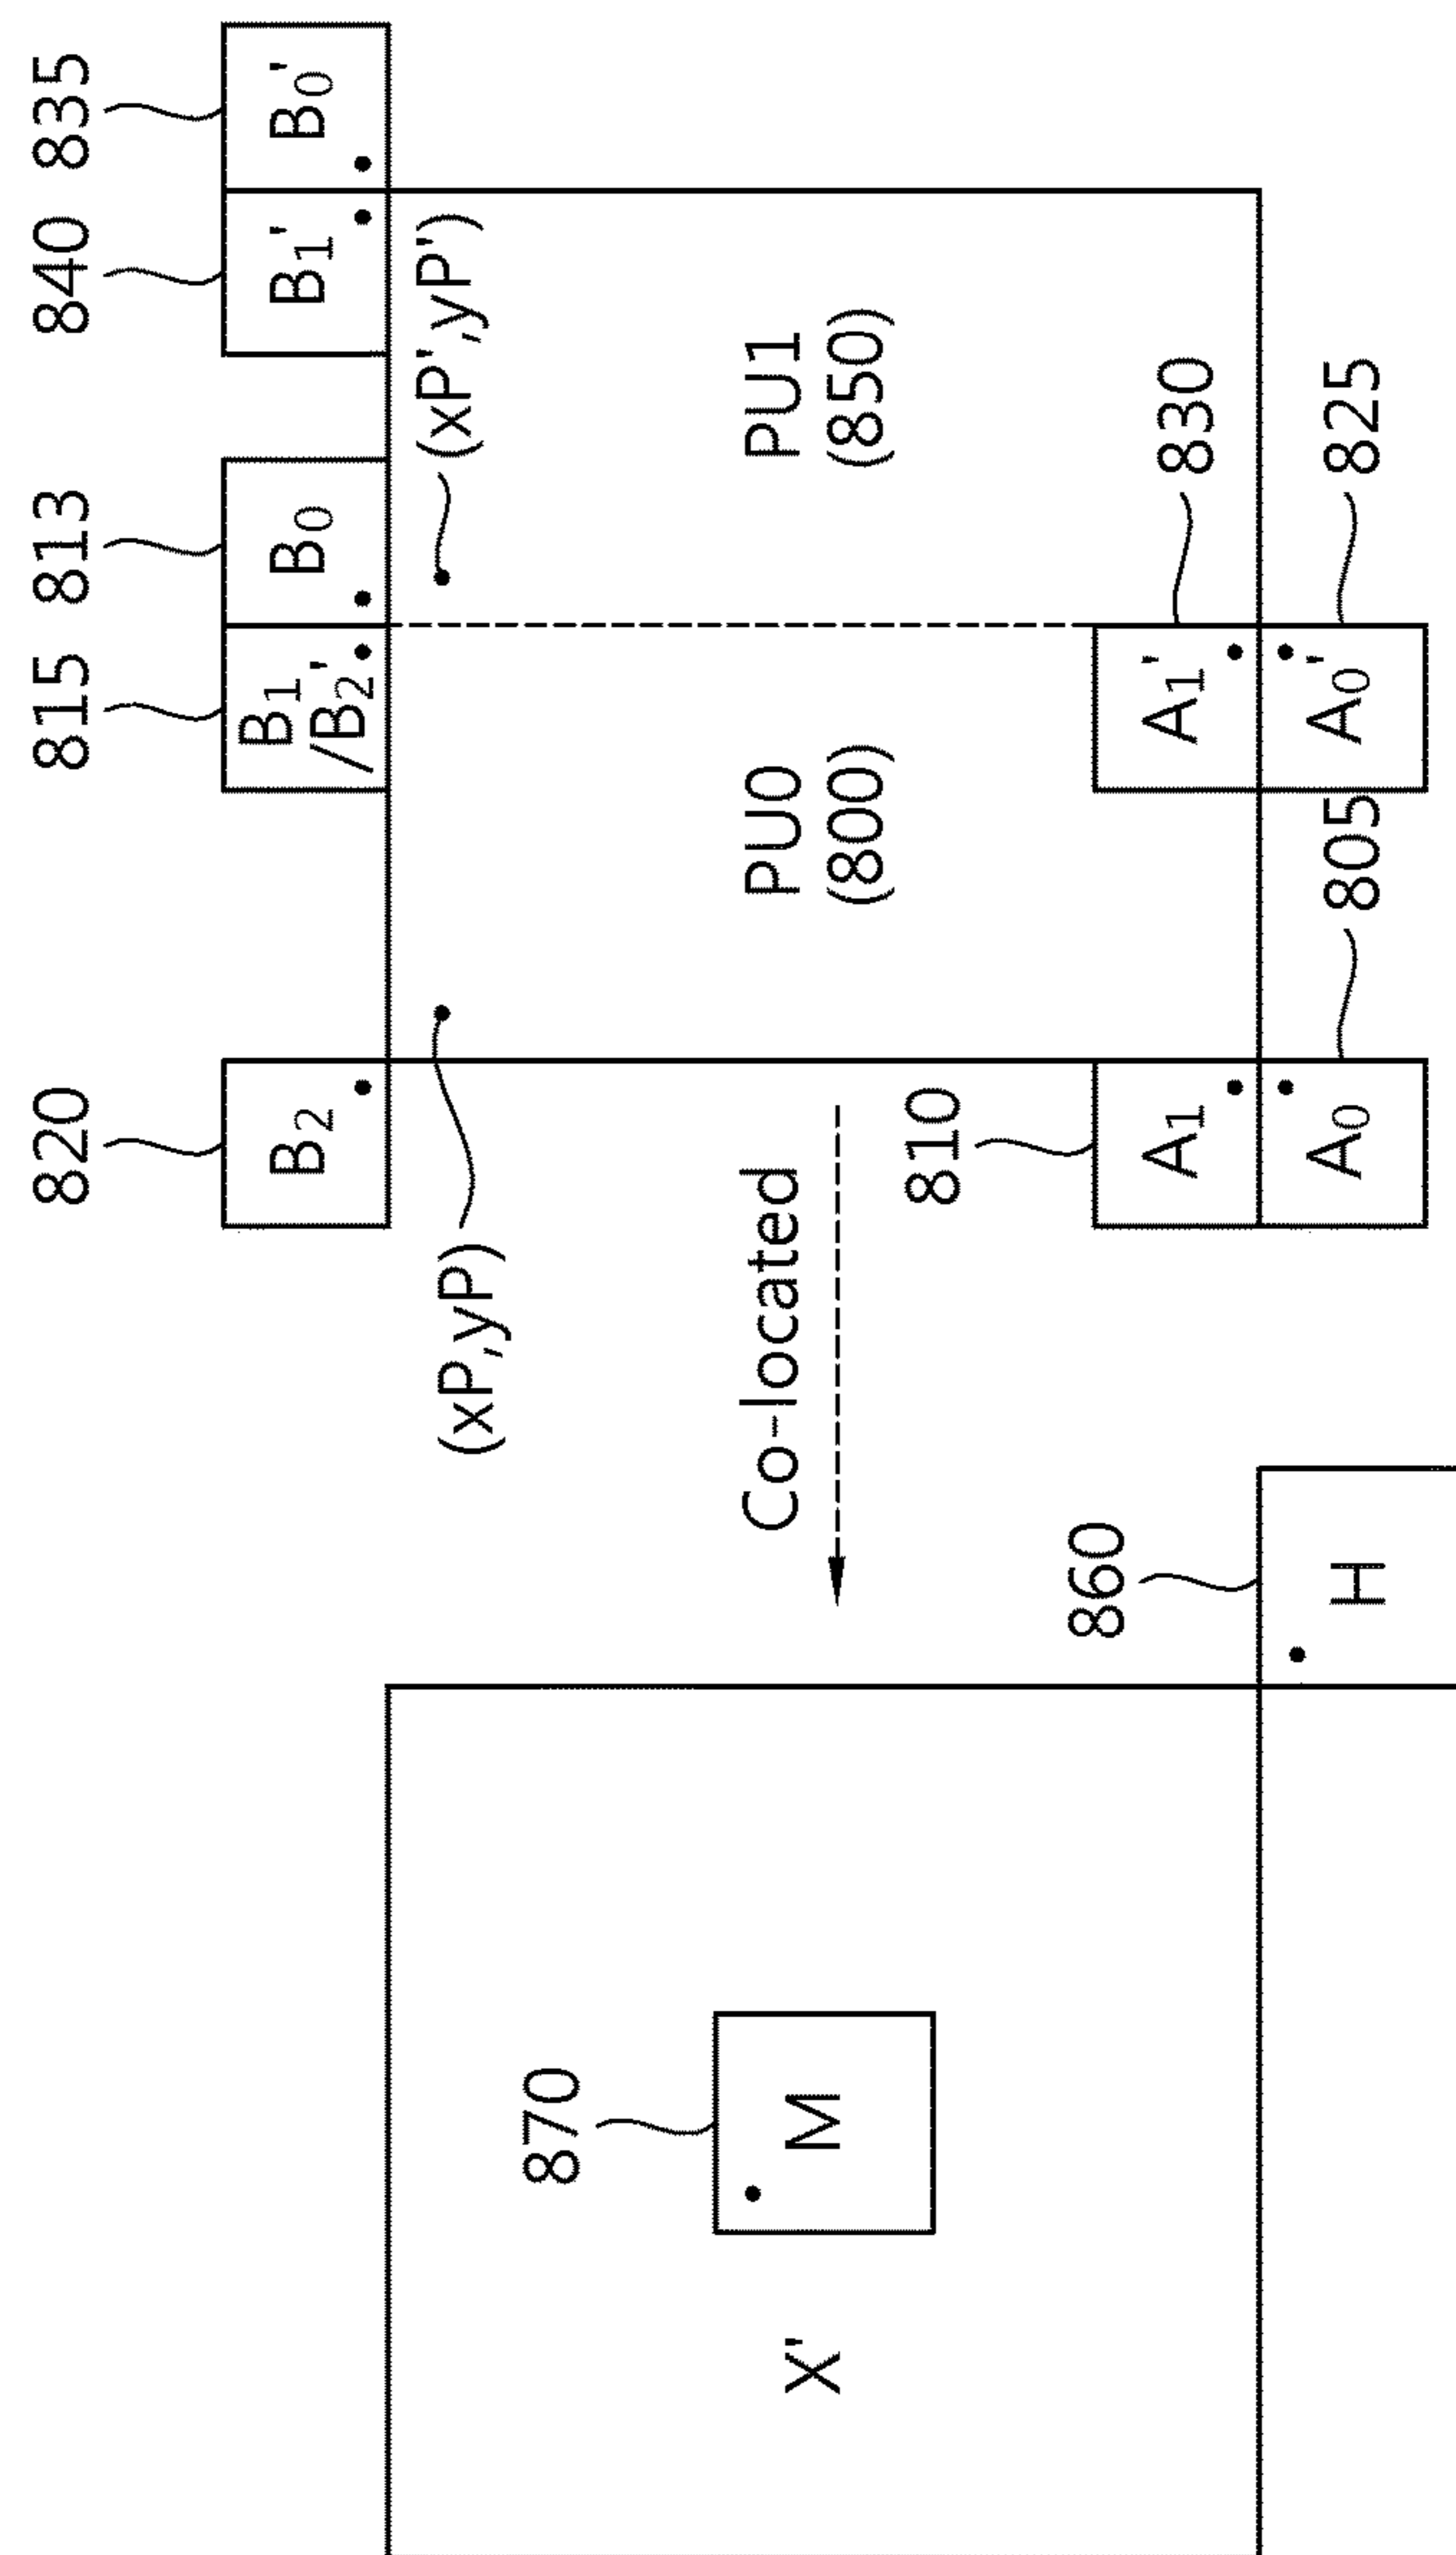 820
815
813
840
835
B₂
B₁
/B₂'
B₀
B₁'
B₀'
(xP,yP)
(xP',yP')
870
X'
M
Co-located
PU0
(800)
PU1
(850)
810
860
830
A₁
A₁'
H
805
825
A₀
A₀'